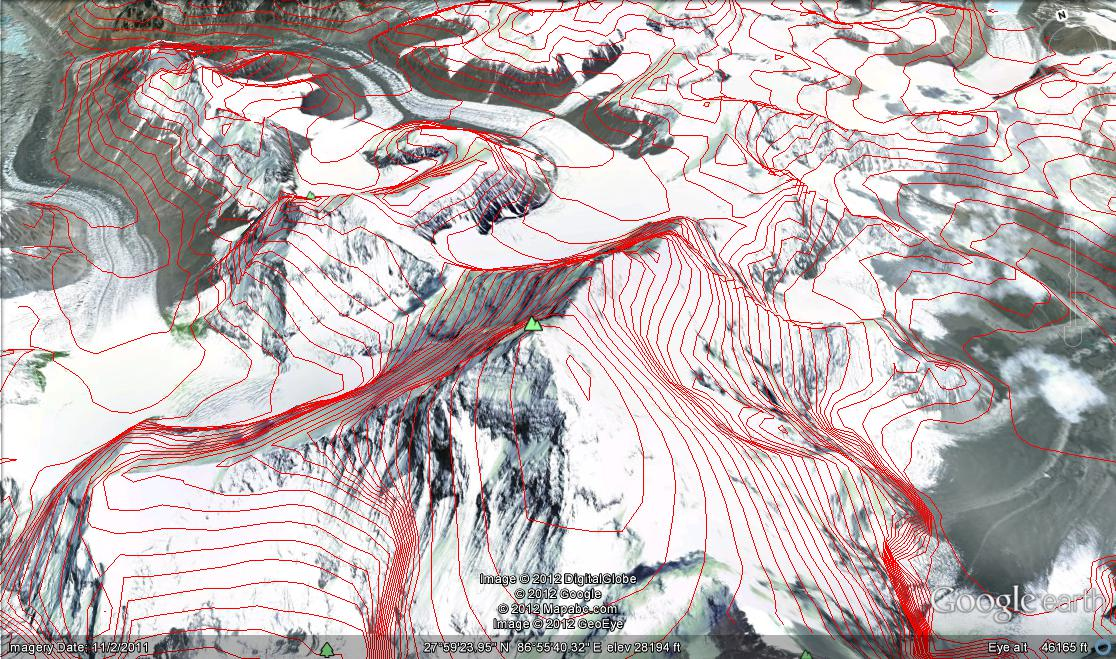 N
Image © 2012 DigitalGlobe
© 2012 Google
© 2012 Mapabc.com
Image © 2012 GeoEye
Google earth
Imagery Date: 11/2/2011 27°59'23.95" N 86°55'40.32" E elev 28194 ft Eye alt 46165 ft